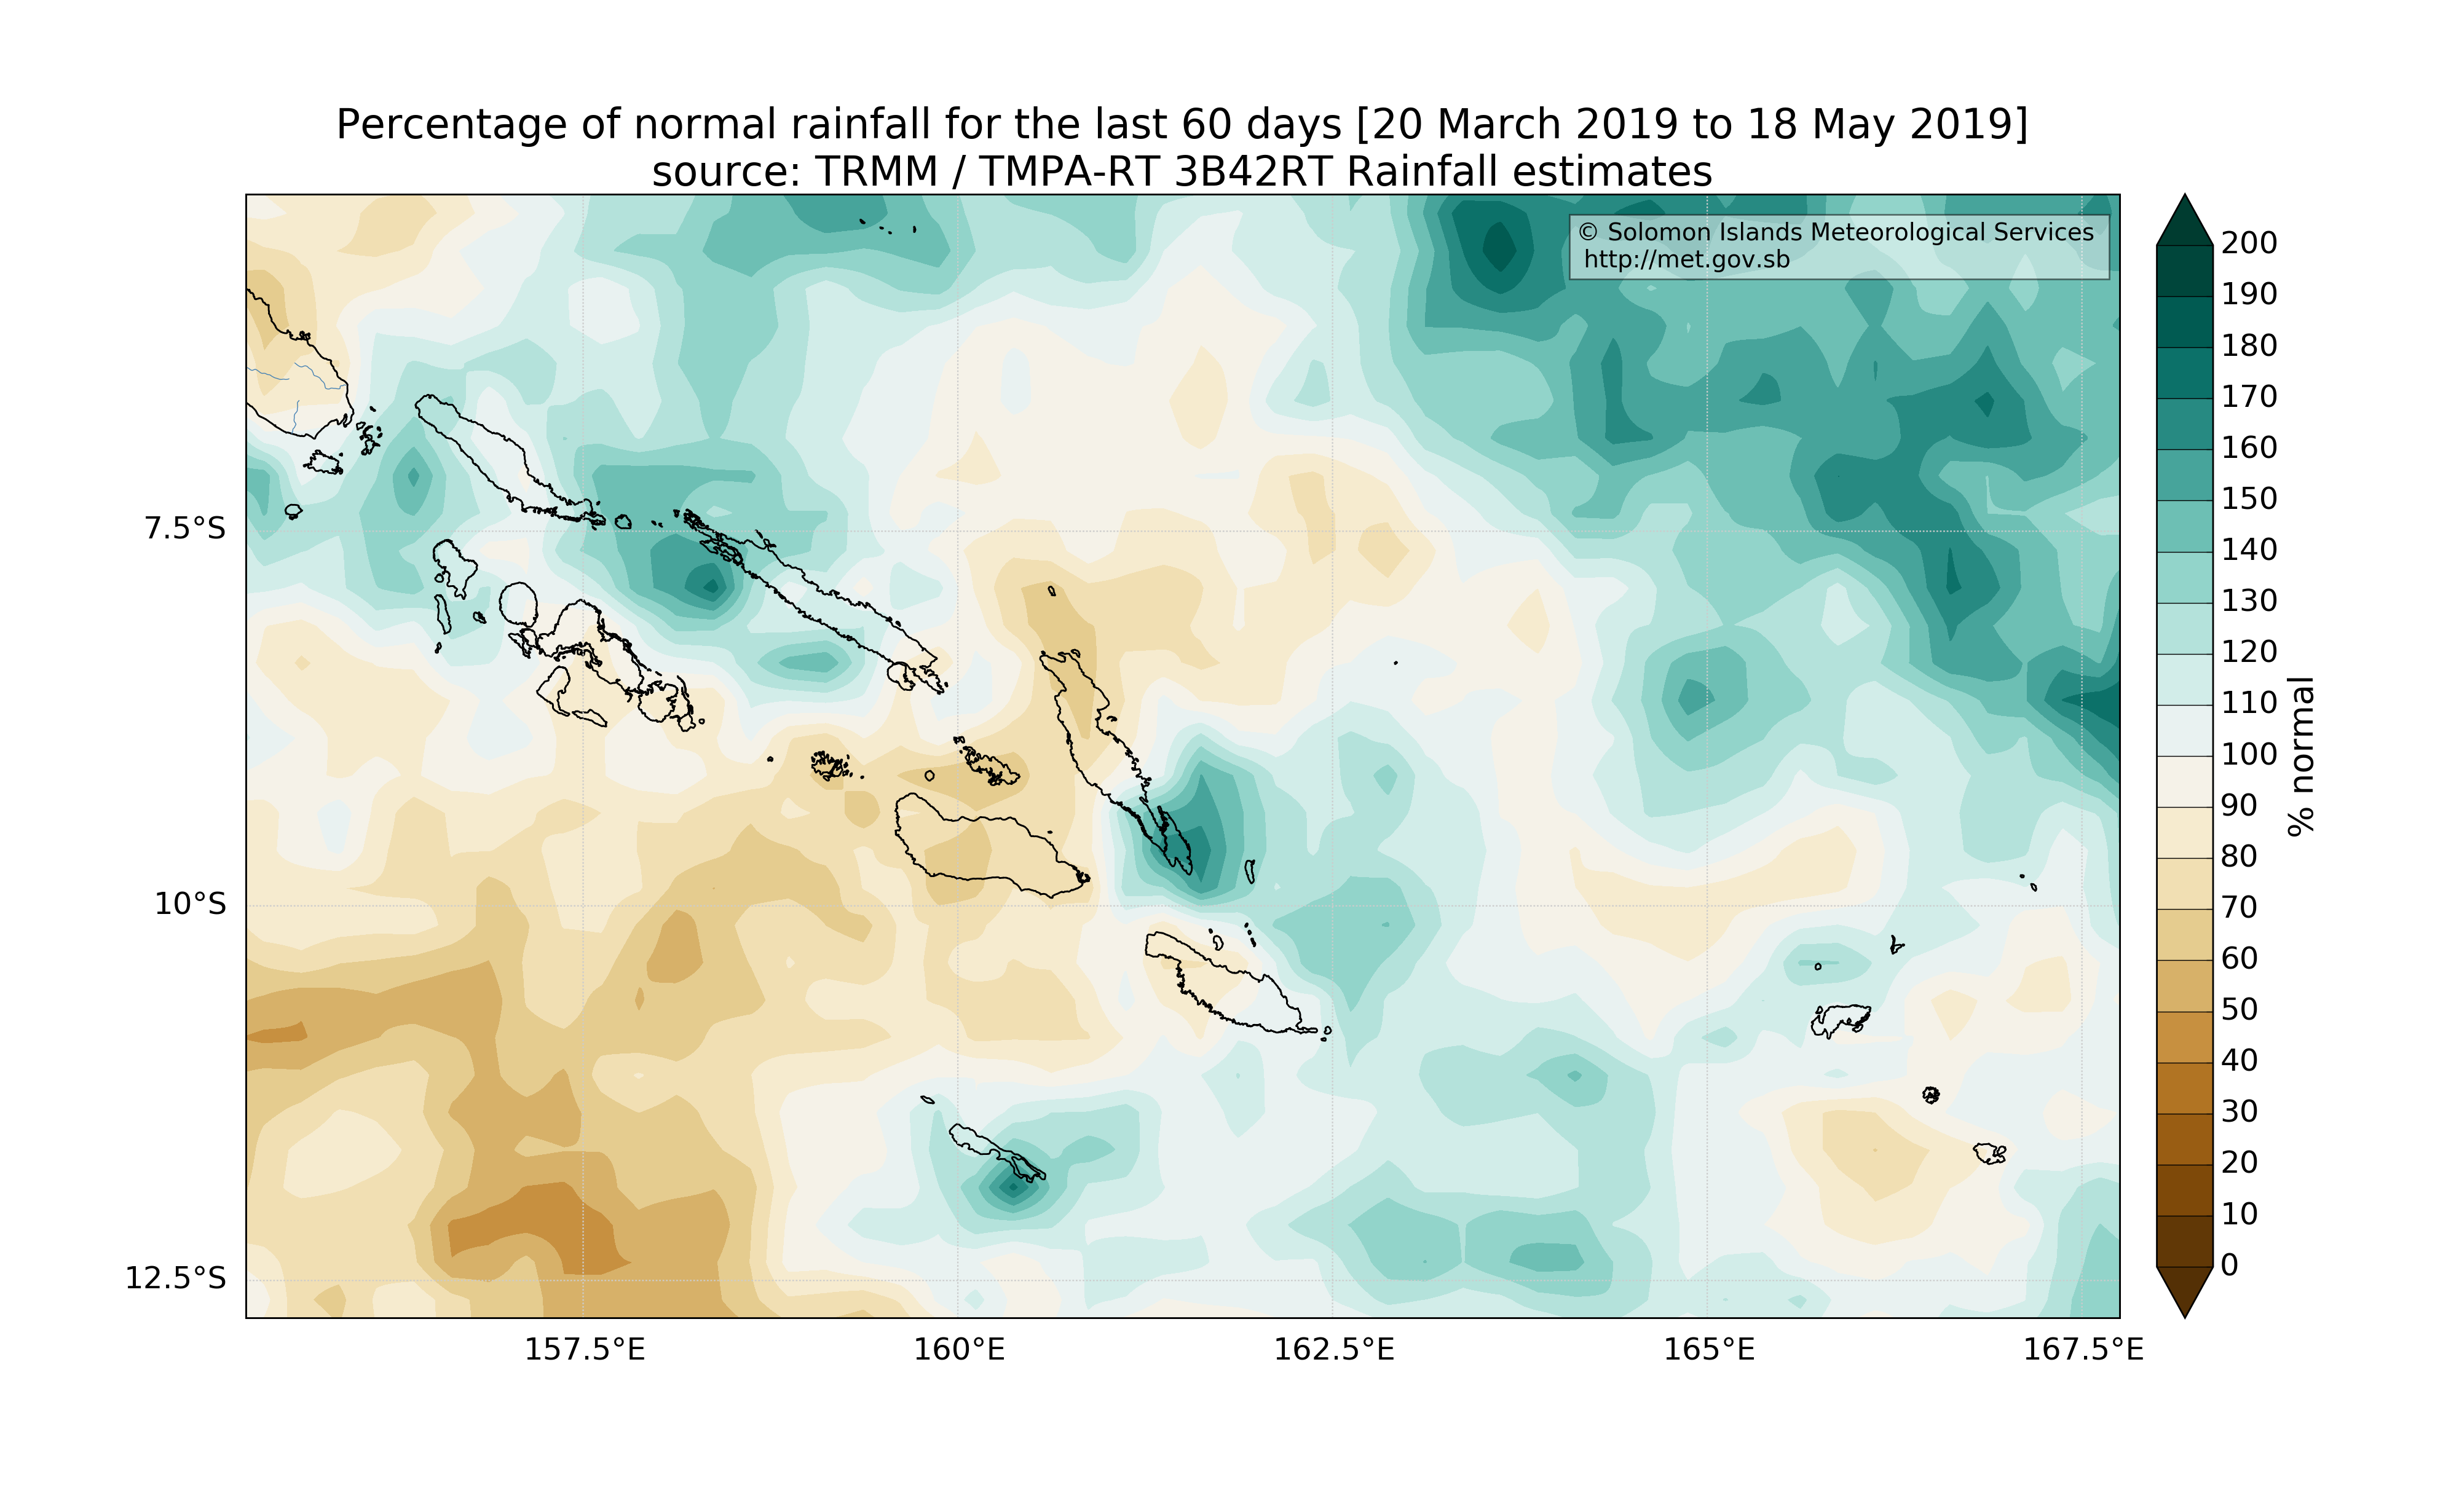 Percentage of normal rainfall for the last 60 days [20 March 2019 to 18 May 2019]
source: TRMM / TMPA-RT 3B42RT Rainfall estimates
© Solomon Islands Meteorological Services
http://met.gov.sb
200
190
180
170
160
150
140
130
120
110
100
90
80
70
60
50
40
30
20
10
0
% normal
7.5°S
10°S
12.5°S
157.5°E
160°E
162.5°E
165°E
167.5°E